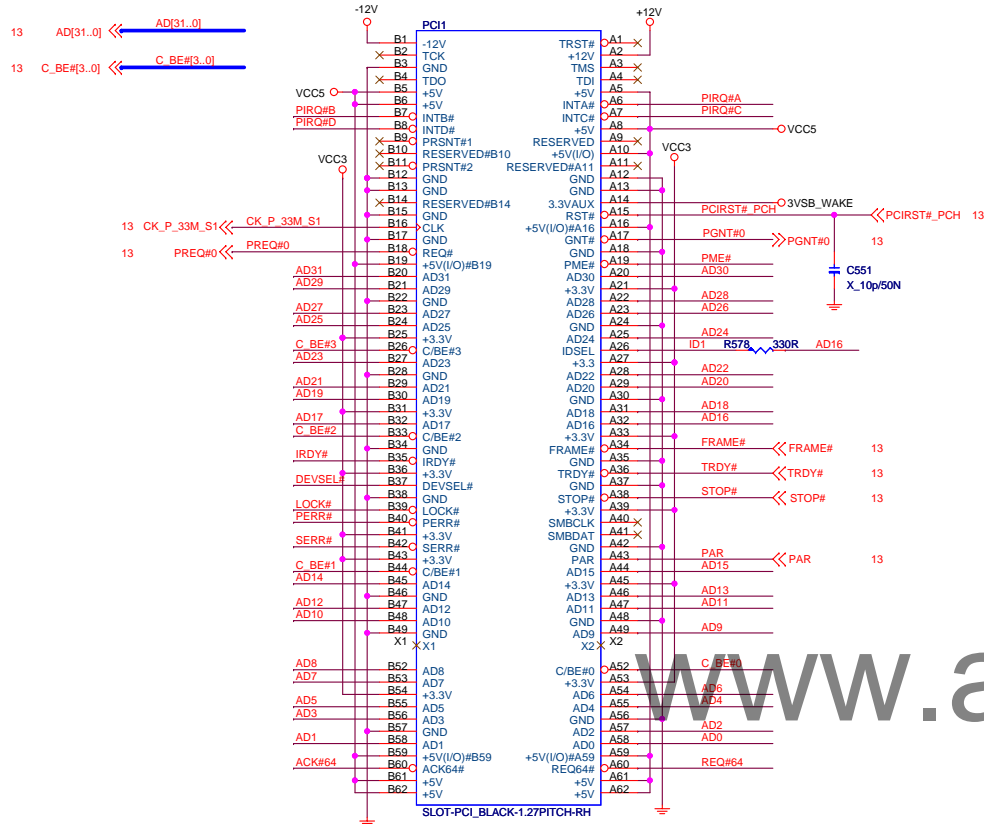 -12V
+12V
13 AD[31..0] AD[31..0]
PCI1
13 C_BE#[3..0] C_BE#[3..0]
B1 -12V TRST# A1
B2 TCK +12V A2
B3 GND TMS A3
B4 TDO TDI A4
VCC5 B5 +5V +5V A5
B6 +5V INTA# A6 PIRQ#A
PIRQ#B B7 INTB# INTC# A7 PIRQ#C
PIRQ#D B8 INTD# +5V A8 VCC5
B9 PRSNT#1 RESERVED A9
B10 RESERVED#B10 +5V(I/O) A10
VCC3 B11 PRSNT#2 RESERVED#A11 A11 VCC3
B12 GND GND A12
B13 GND GND A13
B14 RESERVED#B14 3.3VAUX A14 3VSB_WAKE
B15 GND RST# A15 PCIRST#_PCH PCIRST#_PCH 13
13 CK_P_33M_S1 CK_P_33M_S1 B16 CLK +5V(I/O)#A16 A16
B17 GND GNT# A17 PGNT#0 PGNT#0 13
13 PREQ#0 PREQ#0 B18 REQ# GND A18
B19 +5V(I/O)#B19 PME# A19 PME#
AD31 B20 AD31 AD30 A20 AD30
C551
X_10p/50N
AD29 B21 AD29 +3.3V A21
B22 GND AD28 A22 AD28
AD27 B23 AD27 AD26 A23 AD26
AD25 B24 AD25 GND A24
B25 +3.3V AD24 A25 AD24
C_BE#3 B26 C/BE#3 IDSEL A26 ID1 R578 330R AD16
AD23 B27 AD23 +3.3 A27
B28 GND AD22 A28 AD22
AD21 B29 AD21 AD20 A29 AD20
AD19 B30 AD19 GND A30
B31 +3.3V AD18 A31 AD18
AD17 B32 AD17 AD16 A32 AD16
C_BE#2 B33 C/BE#2 +3.3V A33
B34 GND FRAME# A34 FRAME# FRAME# 13
IRDY# B35 IRDY# GND A35
B36 +3.3V TRDY# A36 TRDY# TRDY# 13
DEVSEL# B37 DEVSEL# GND A37
B38 GND STOP# A38 STOP# STOP# 13
LOCK# B39 LOCK# +3.3V A39
PERR# B40 PERR# SMBCLK A40
B41 +3.3V SMBDAT A41
SERR# B42 SERR# GND A42
B43 +3.3V PAR A43 PAR PAR 13
C_BE#1 B44 C/BE#1 AD15 A44 AD15
AD14 B45 AD14 +3.3V A45
B46 GND AD13 A46 AD13
AD12 B47 AD12 AD11 A47 AD11
AD10 B48 AD10 GND A48
B49 GND AD9 A49 AD9
X1 X1 X2 X2
AD8 B52 AD8 C/BE#0 A52 C_BE#0
AD7 B53 AD7 +3.3V A53
B54 +3.3V AD6 A54 AD6
AD5 B55 AD5 AD4 A55 AD4
AD3 B56 AD3 GND A56
B57 GND AD2 A57 AD2
AD1 B58 AD1 AD0 A58 AD0
B59 +5V(I/O)#B59 +5V(I/O)#A59 A59
ACK#64 B60 ACK64# REQ64# A60 REQ#64
B61 +5V +5V A61
B62 +5V +5V A62
SLOT-PCI_BLACK-1.27PITCH-RH
www.a